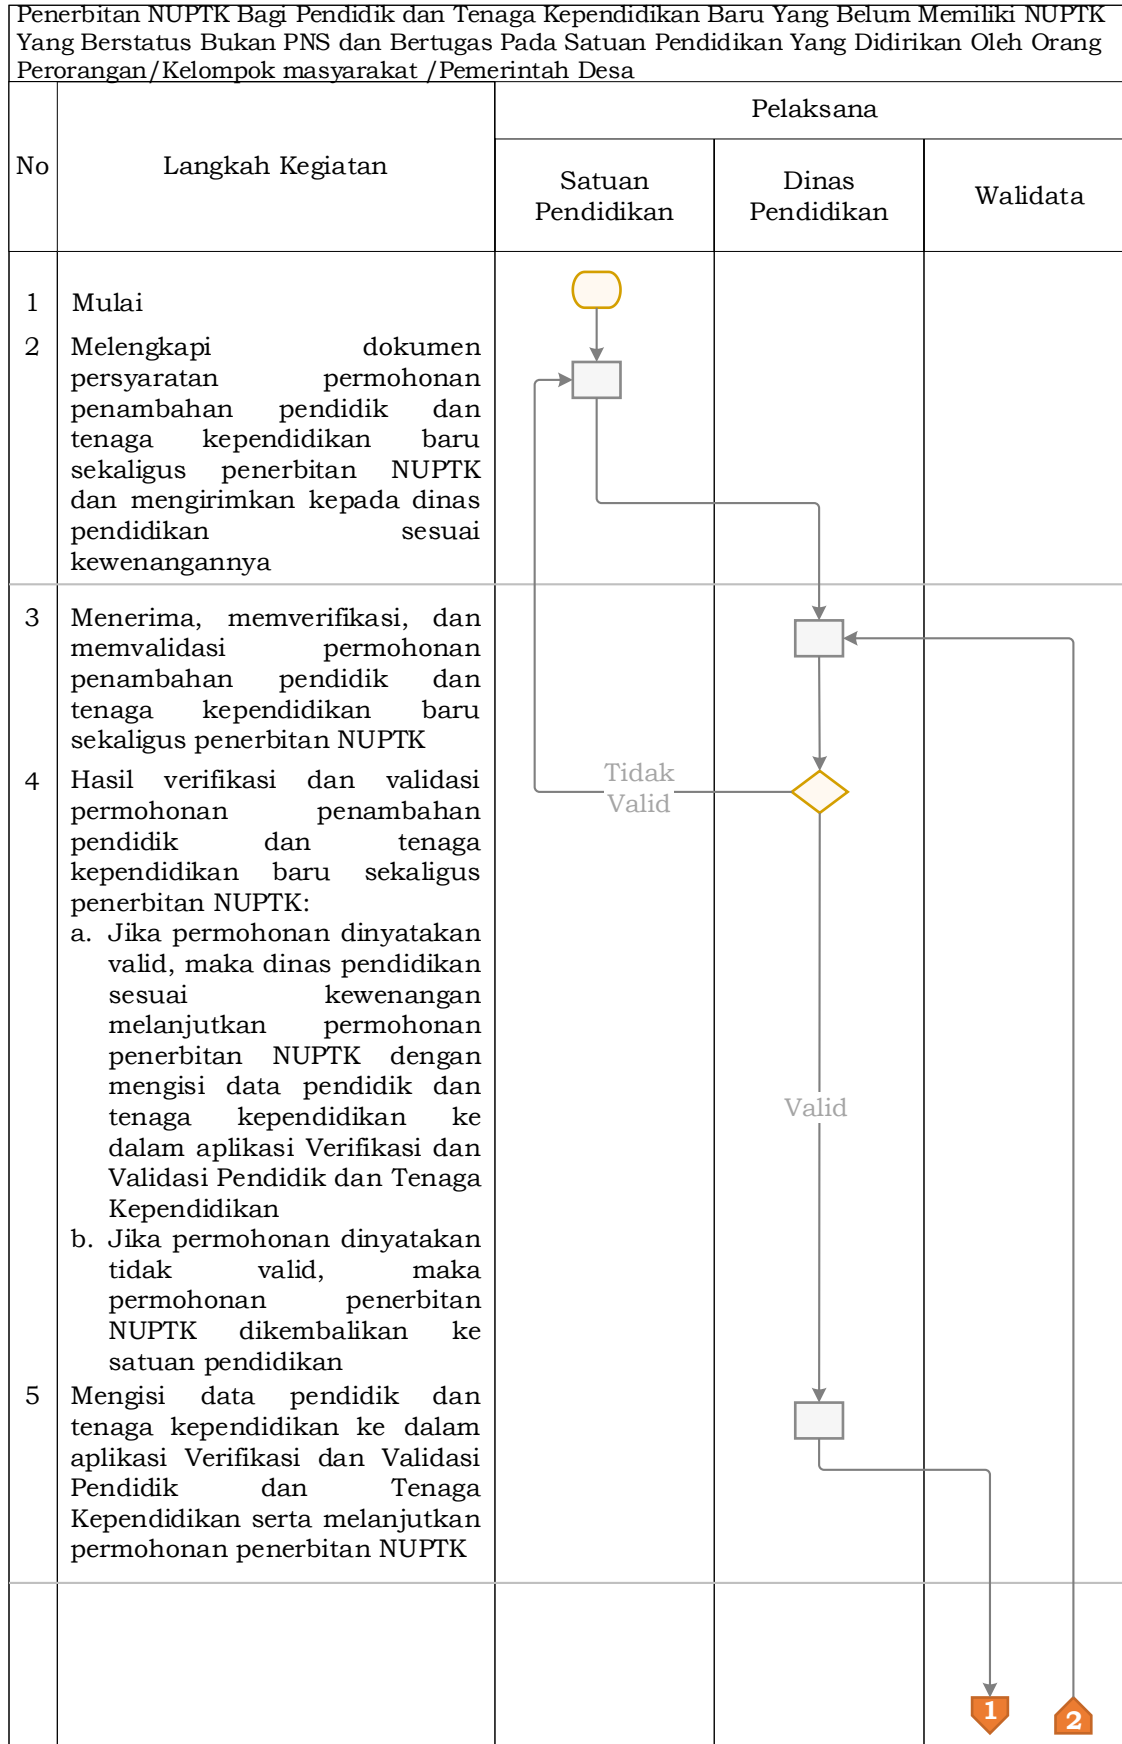 Penerbitan NUPTK Bagi Pendidik dan Tenaga Kependidikan Baru Yang Belum Memiliki NUPTK
Yang Berstatus Bukan PNS dan Bertugas Pada Satuan Pendidikan Yang Didirikan Oleh Orang
Perorangan/Kelompok masyarakat /Pemerintah Desa
No
Langkah Kegiatan
Pelaksana
Satuan
Pendidikan
Dinas
Pendidikan
Walidata
1 Mulai
2 Melengkapi dokumen
persyaratan permohonan
penambahan pendidik dan
tenaga kependidikan baru
sekaligus penerbitan NUPTK
dan mengirimkan kepada dinas
pendidikan sesuai
kewenangannya
3 Menerima, memverifikasi, dan
memvalidasi permohonan
penambahan pendidik dan
tenaga kependidikan baru
sekaligus penerbitan NUPTK
4 Hasil verifikasi dan validasi
permohonan penambahan
pendidik dan tenaga
kependidikan baru sekaligus
penerbitan NUPTK:
a. Jika permohonan dinyatakan
valid, maka dinas pendidikan
sesuai kewenangan
melanjutkan permohonan
penerbitan NUPTK dengan
mengisi data pendidik dan
tenaga kependidikan ke
dalam aplikasi Verifikasi dan
Validasi Pendidik dan Tenaga
Kependidikan
b. Jika permohonan dinyatakan
tidak valid, maka
permohonan penerbitan
NUPTK dikembalikan ke
satuan pendidikan
Tidak
Valid
Valid
5 Mengisi data pendidik dan
tenaga kependidikan ke dalam
aplikasi Verifikasi dan Validasi
Pendidik dan Tenaga
Kependidikan serta melanjutkan
permohonan penerbitan NUPTK
1
2